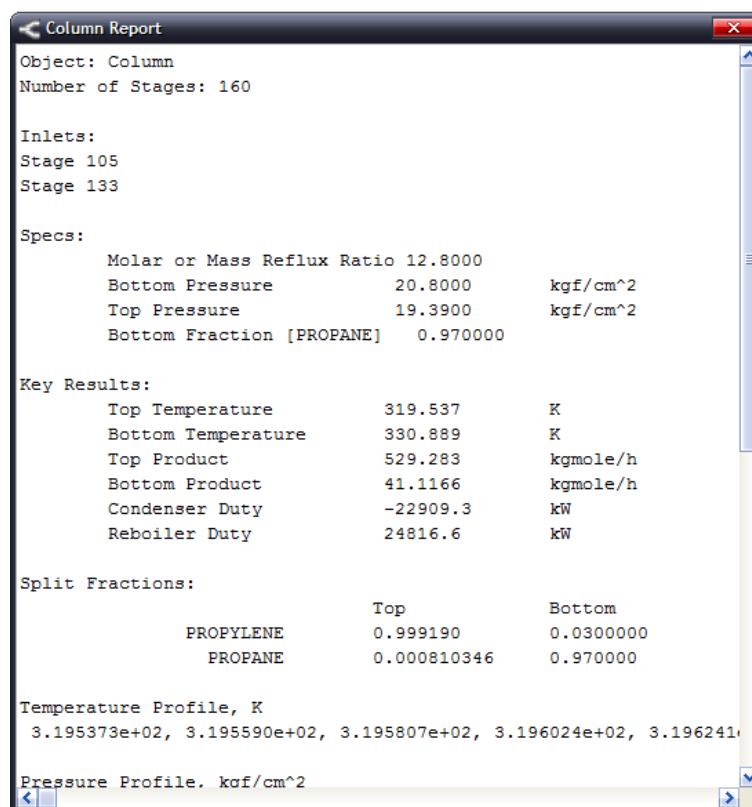 Column Report
Object: Column
Number of Stages: 160
Inlets:
Stage 105
Stage 133
Specs:
Molar or Mass Reflux Ratio 12.8000
Bottom Pressure 20.8000 kgf/cm^2
Top Pressure 19.3900 kgf/cm^2
Bottom Fraction [PROPANE] 0.970000
Key Results:
Top Temperature 319.537 K
Bottom Temperature 330.889 K
Top Product 529.283 kgmole/h
Bottom Product 41.1166 kgmole/h
Condenser Duty -22909.3 kW
Reboiler Duty 24816.6 kW
Split Fractions:
Top Bottom
PROPYLENE 0.999190 0.0300000
PROPANE 0.000810346 0.970000
Temperature Profile, K
3.195373e+02, 3.195590e+02, 3.195807e+02, 3.196024e+02, 3.196241
Pressure Profile, kgf/cm^2